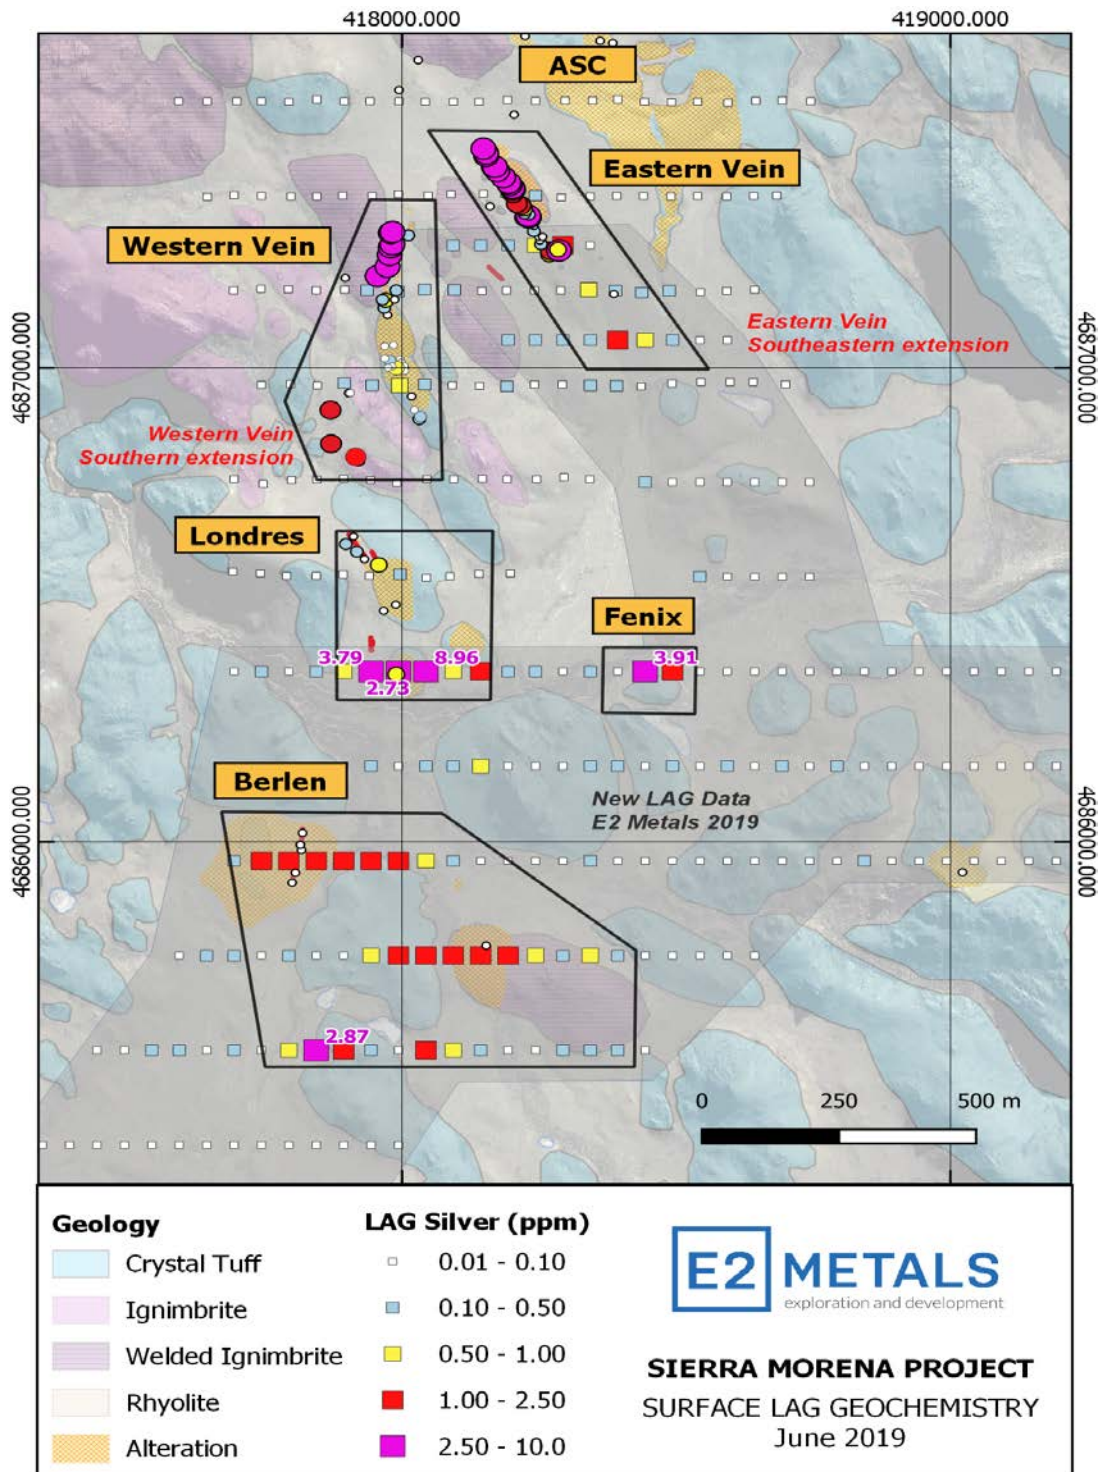 418000.000
419000.000
ASC
Eastern Vein
Western Vein
4687000.000
4687000.000
Eastern Vein
Southeastern extension
Western Vein
Southern extension
Londres
Fenix
3.79
8.96
3.91
2.73
Berlen
New LAG Data
E2 Metals 2019
4686000.000
4686000.000
2.87
0
250
500 m
Geology
Crystal Tuff
Ignimbrite
Welded Ignimbrite
Rhyolite
Alteration
LAG Silver (ppm)
0.01 - 0.10
0.10 - 0.50
0.50 - 1.00
1.00 - 2.50
2.50 - 10.0
E2 METALS
exploration and development
SIERRA MORENA PROJECT
SURFACE LAG GEOCHEMISTRY
June 2019